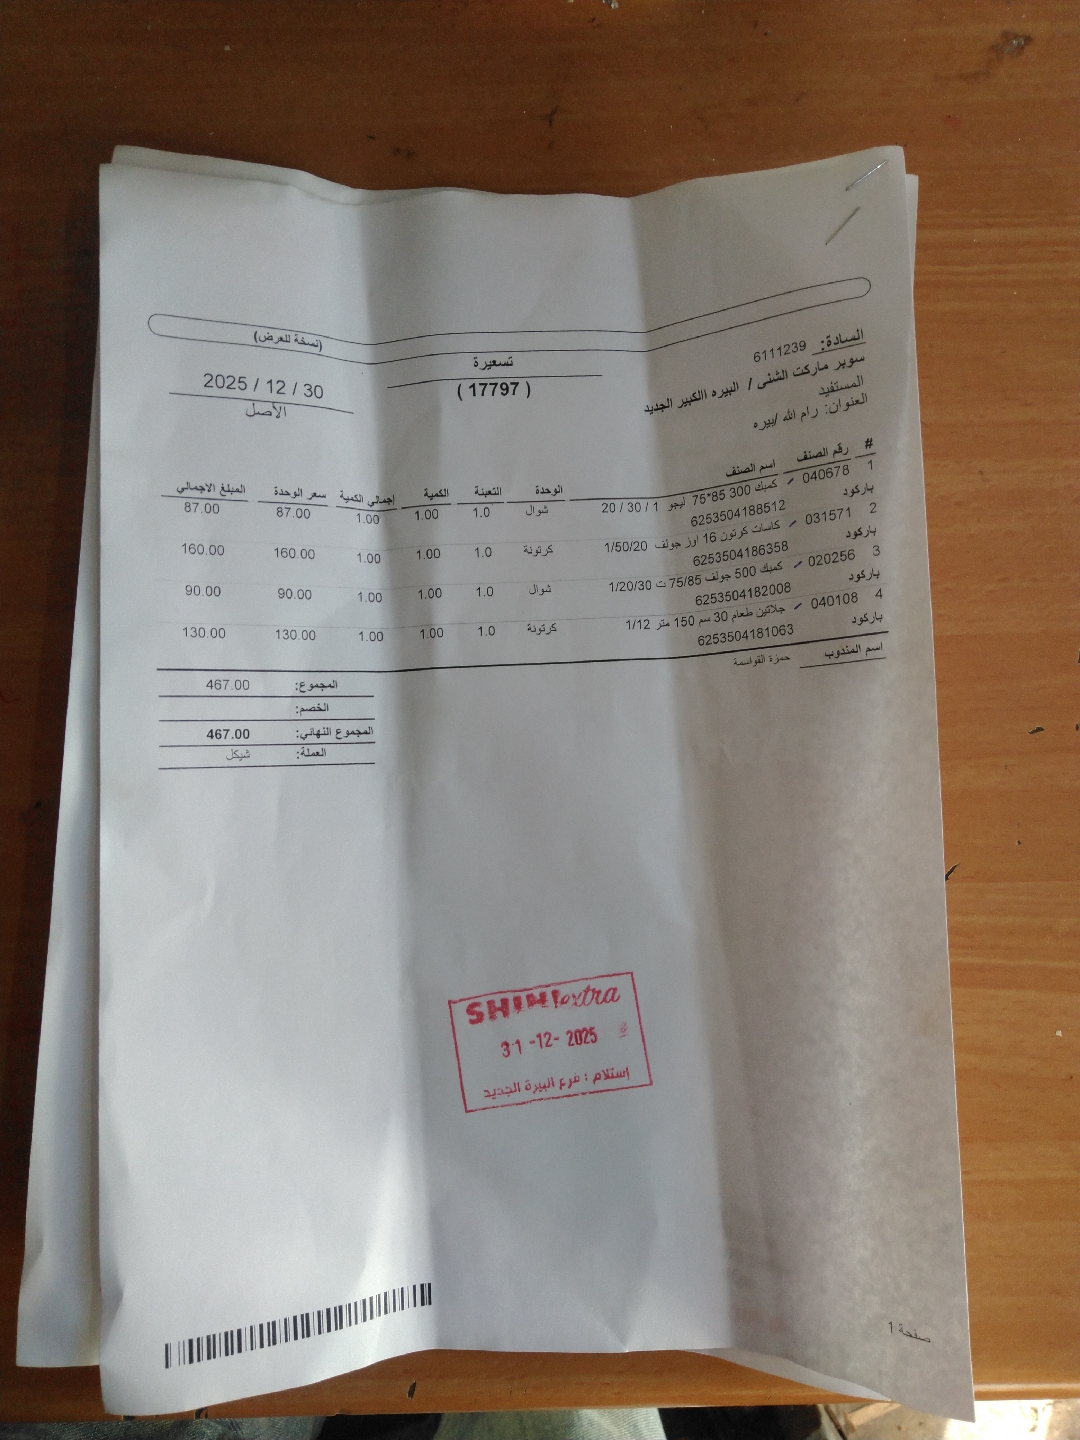 (نسخة للعرض)
السادة: 6111239
سوبر ماركت الشنى / البيره االكبير الجديد
المستفيد
العنوان: رام الله /بيره
تسعيرة
( 17797 )
2025 / 12 / 30
الأصل
# رقم الصنف اسم الصنف الوحدة التعبئة الكمية إجمالي الكمية سعر الوحدة المبلغ الاجمالي
1 040678 كمبك 300 85*75 ليجو 1 / 30 / 20 شوال 1.0 1.00 1.00 87.00 87.00
باركود 6253504188512
2 031571 كاسات كرتون 16 اوز جولف 1/50/20 كرتونة 1.0 1.00 1.00 160.00 160.00
باركود 6253504186358
3 020256 كمبك 500 جولف 75/85 ت 1/20/30 شوال 1.0 1.00 1.00 90.00 90.00
باركود 6253504182008
4 040108 جلاتين طعام 30 سم 150 متر 1/12 كرتونة 1.0 1.00 1.00 130.00 130.00
باركود 6253504181063
اسم المندوب حمزة القواسمة
المجموع: 467.00
الخصم:
المجموع النهائي: 467.00
العملة: شيكل
SHINI extra
31-12-2025
إستلام : فرع البيرة الجديد
صفحة 1